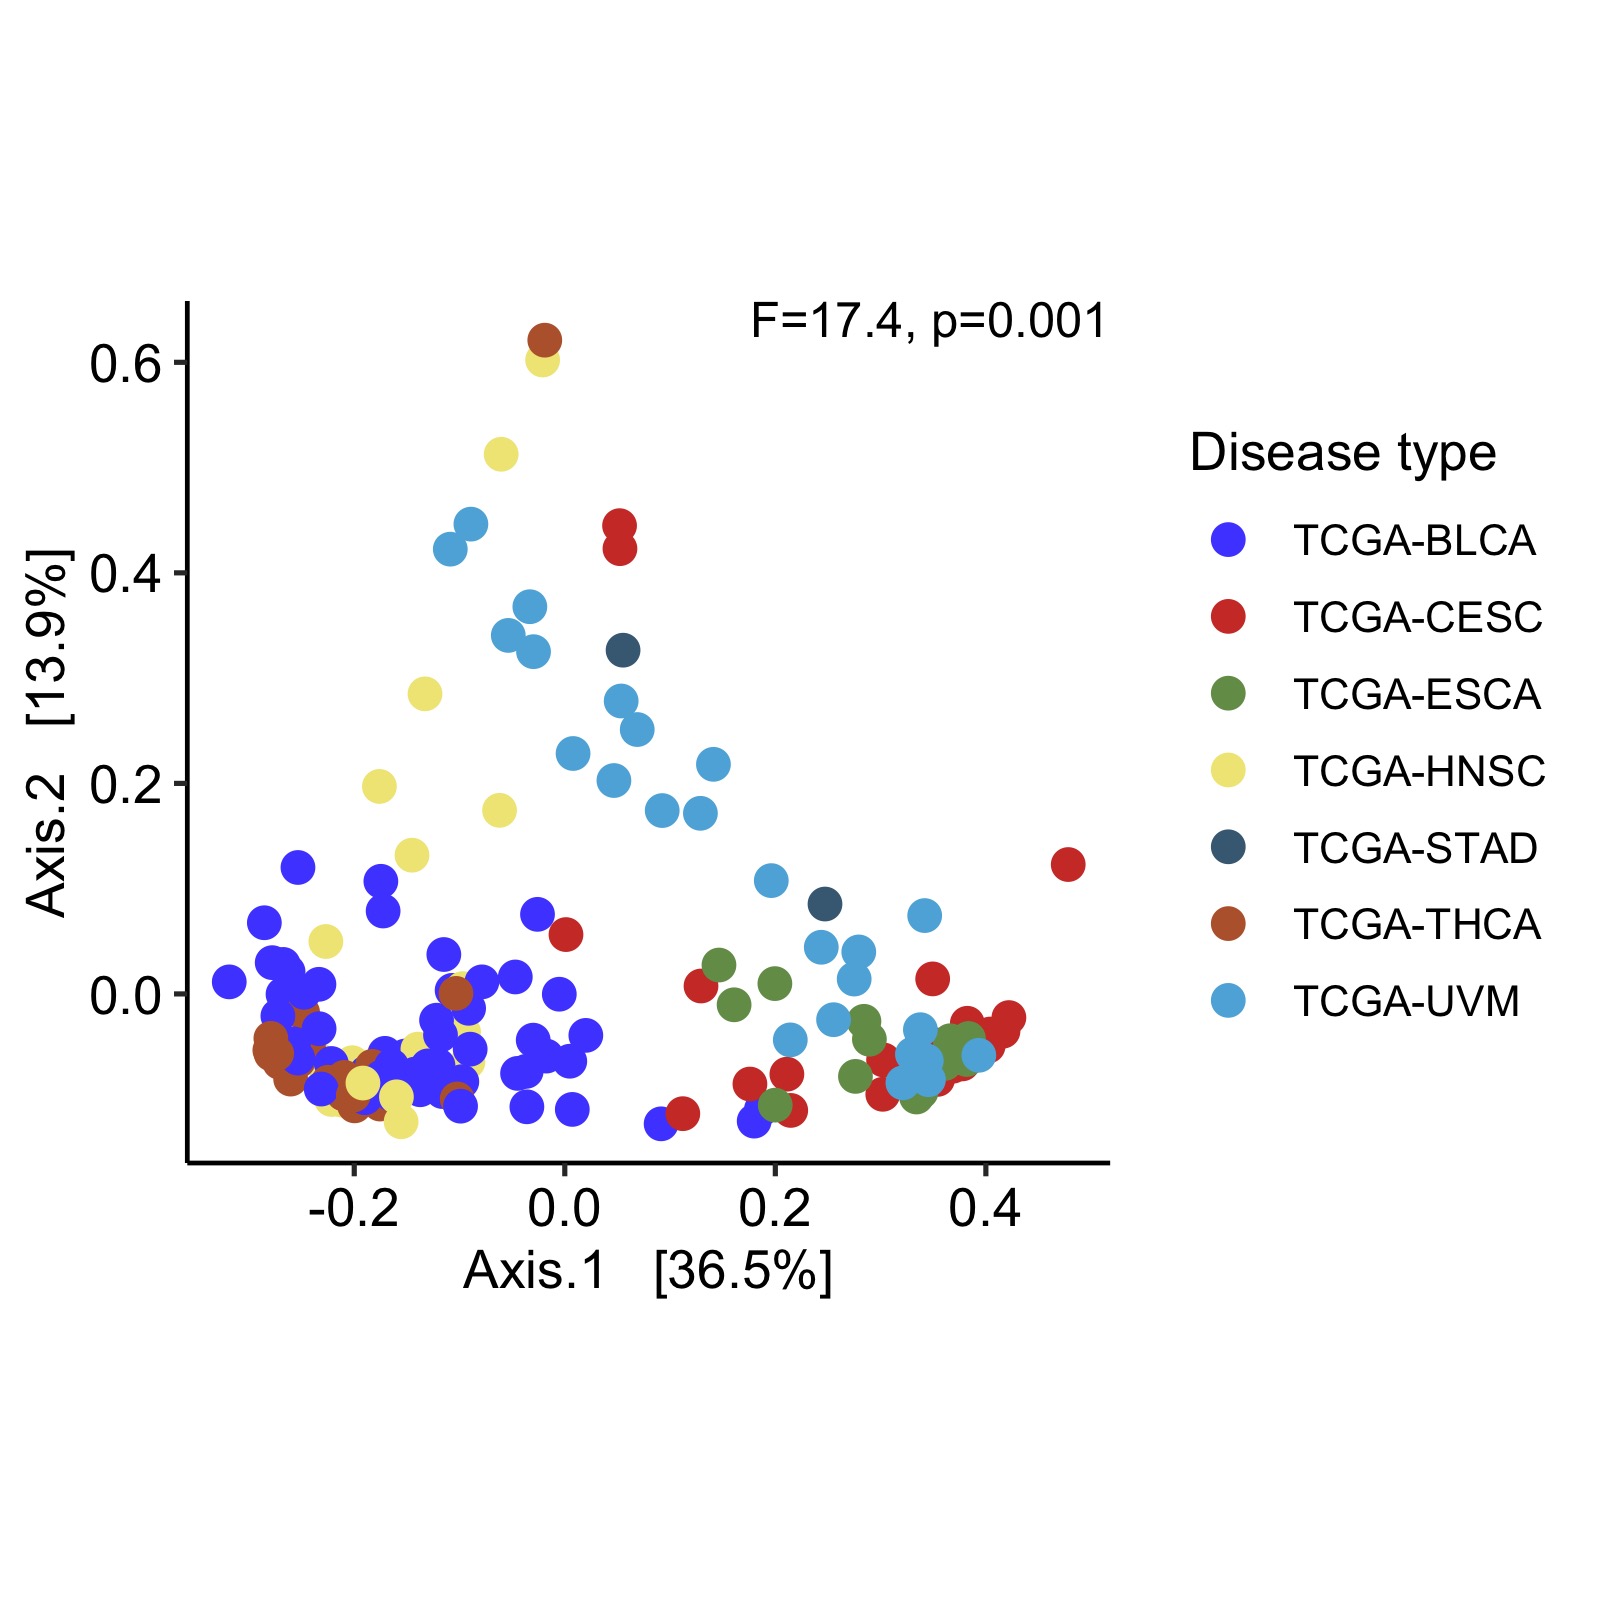 F=17.4, p=0.001
0.6
0.4
0.2
0.0
Axis.2 [13.9%]
-0.2 0.0 0.2 0.4
Axis.1 [36.5%]
Disease type
TCGA-BLCA
TCGA-CESC
TCGA-ESCA
TCGA-HNSC
TCGA-STAD
TCGA-THCA
TCGA-UVM